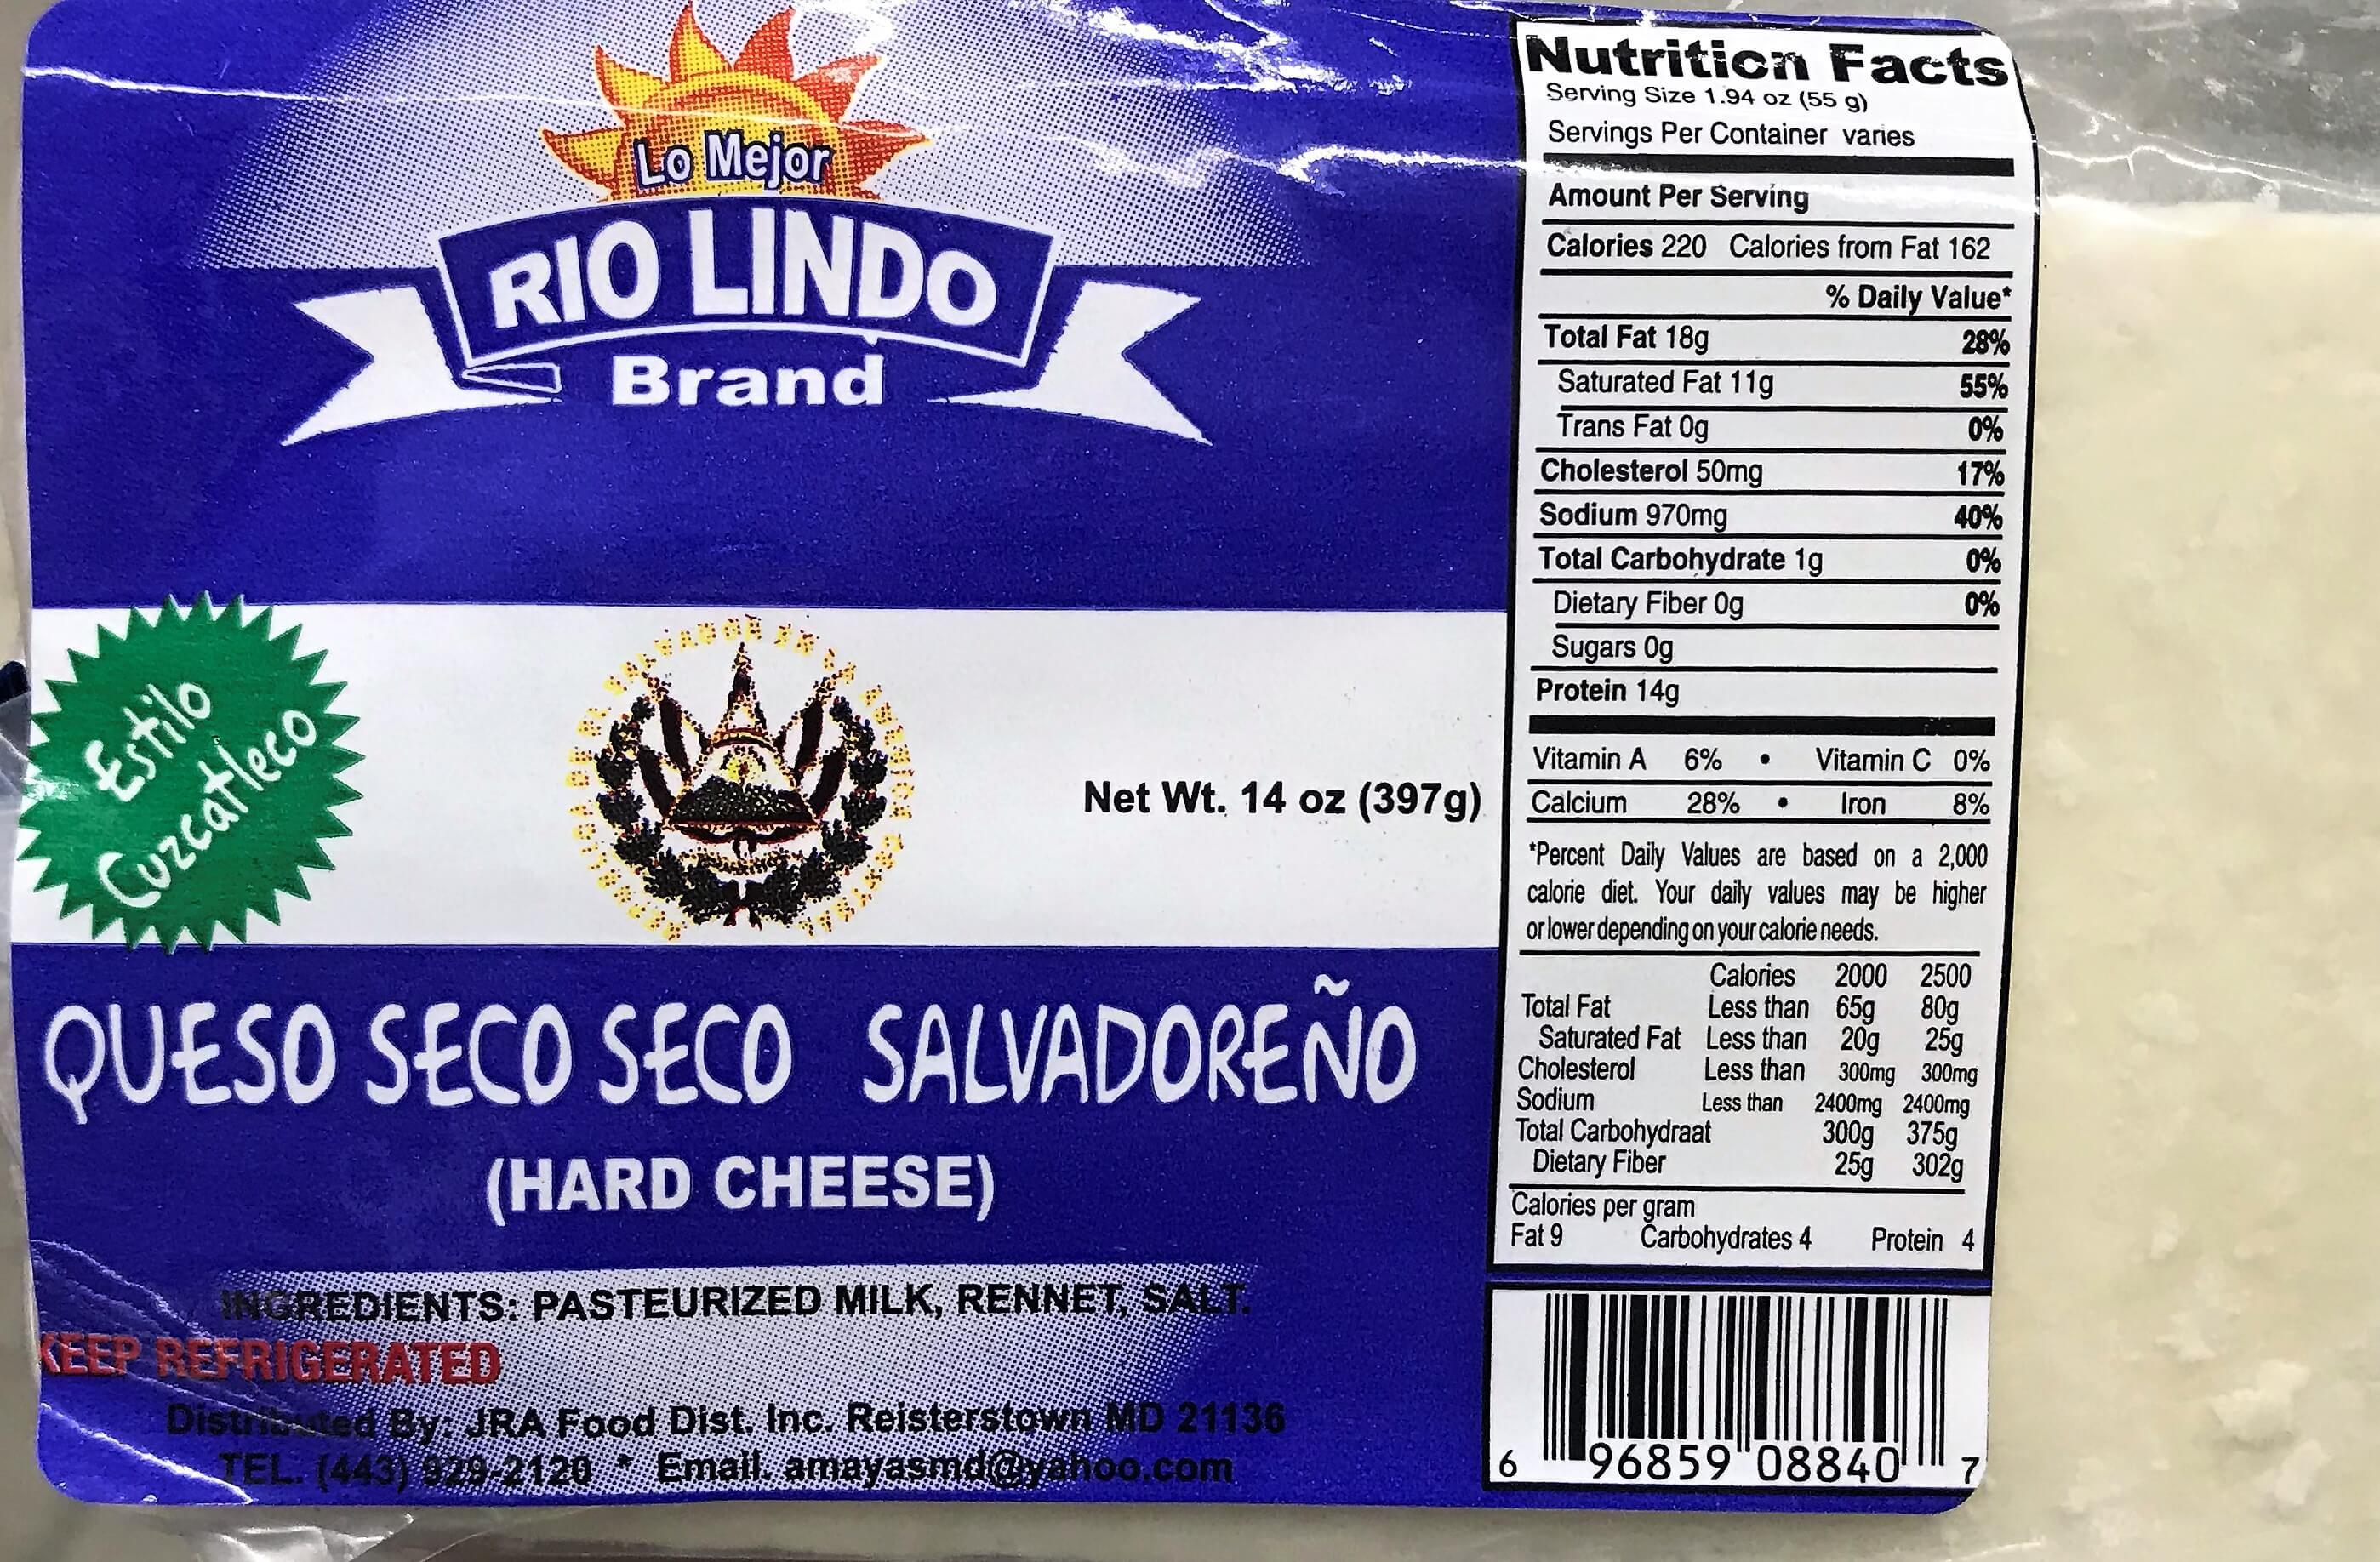 Lo Mejor
RIO LINDO
Brand
Estilo
Cuzcatleco
Net Wt. 14 oz (397g)
QUESO SECO SECO SALVADOREÑO
(HARD CHEESE)
INGREDIENTS: PASTEURIZED MILK, RENNET, SALT.
KEEP REFRIGERATED
Distributed By: JRA Food Dist. Inc. Reisterstown MD 21136
TEL. (443) 929-2120 * Email. amayasmd@yahoo.com
Nutrition Facts
Serving Size 1.94 oz (55 g)
Servings Per Container varies
Amount Per Serving
Calories 220 Calories from Fat 162
% Daily Value*
Total Fat 18g 28%
Saturated Fat 11g 55%
Trans Fat 0g 0%
Cholesterol 50mg 17%
Sodium 970mg 40%
Total Carbohydrate 1g 0%
Dietary Fiber 0g 0%
Sugars 0g
Protein 14g
Vitamin A 6% • Vitamin C 0%
Calcium 28% • Iron 8%
*Percent Daily Values are based on a 2,000
calorie diet. Your daily values may be higher
or lower depending on your calorie needs.
Calories 2000 2500
Total Fat Less than 65g 80g
Saturated Fat Less than 20g 25g
Cholesterol Less than 300mg 300mg
Sodium Less than 2400mg 2400mg
Total Carbohydraat 300g 375g
Dietary Fiber 25g 302g
Calories per gram
Fat 9 Carbohydrates 4 Protein 4
6 96859 08840 7